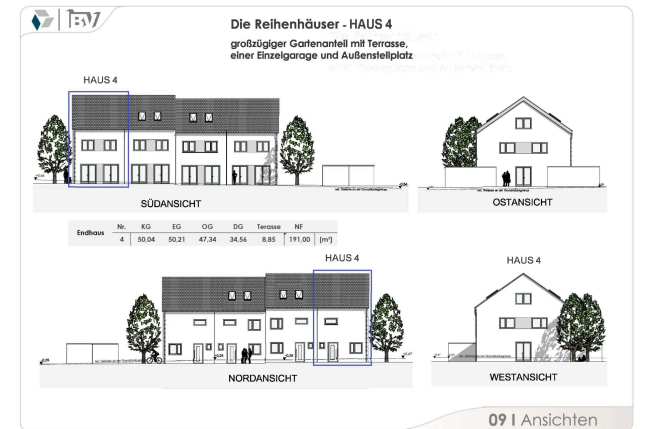 BV
Die Reihenhäuser - HAUS 4
großzügiger Gartenanteil mit Terrasse,
einer Einzelgarage und Außenstellplatz
HAUS 4
SÜDANSICHT
OSTANSICHT
Endhaus
Nr. KG EG OG DG Terasse NF
4 50,04 50,21 47,34 34,56 8,85 191,00 [m²]
HAUS 4
HAUS 4
NORDANSICHT
WESTANSICHT
09 I Ansichten